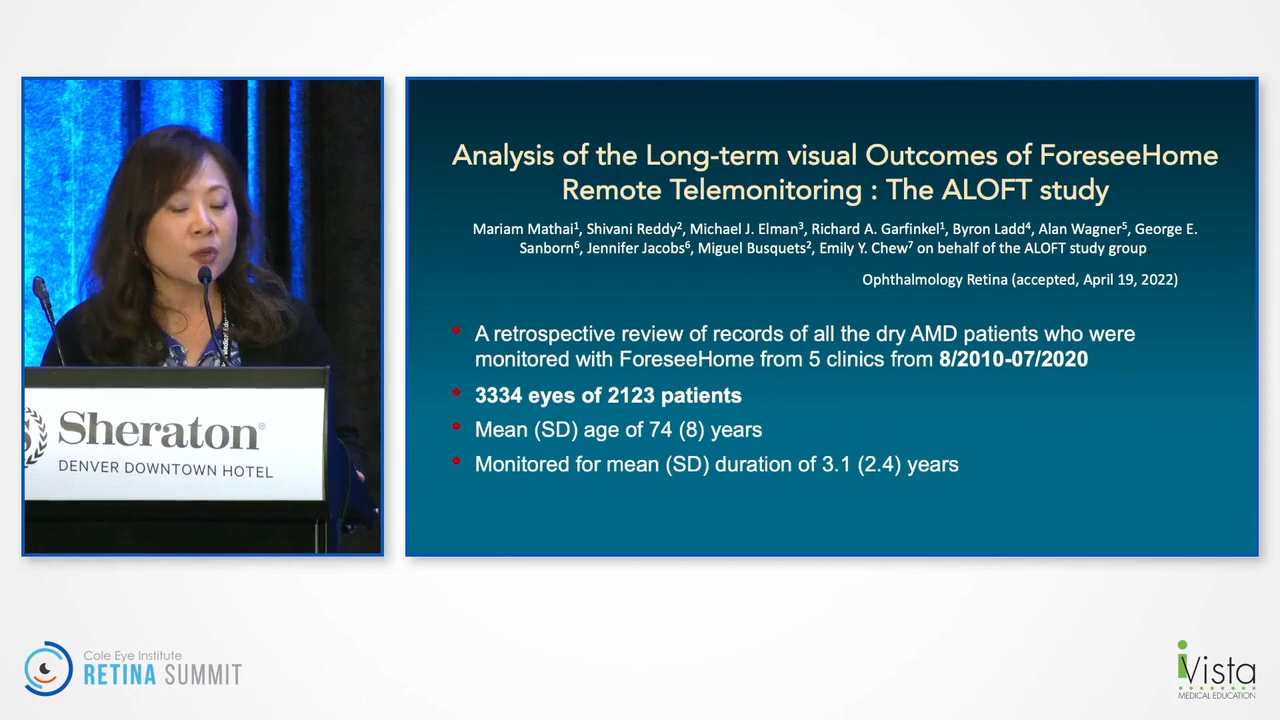 Analysis of the Long-term visual Outcomes of ForeseeHome
Remote Telemonitoring : The ALOFT study
Mariam Mathai¹, Shivani Reddy², Michael J. Elman³, Richard A. Garfinkel¹, Byron Ladd⁴, Alan Wagner⁵, George E.
Sanborn⁶, Jennifer Jacobs⁶, Miguel Busquets², Emily Y. Chew⁷ on behalf of the ALOFT study group.
Ophthalmology Retina (accepted, April 19, 2022)
• A retrospective review of records of all the dry AMD patients who were
monitored with ForeseeHome from 5 clinics from 8/2010-07/2020
• 3334 eyes of 2123 patients
• Mean (SD) age of 74 (8) years
• Monitored for mean (SD) duration of 3.1 (2.4) years
Sheraton®
DENVER DOWNTOWN HOTEL
Cole Eye Institute
RETINA SUMMIT
iVista
MEDICAL EDUCATION